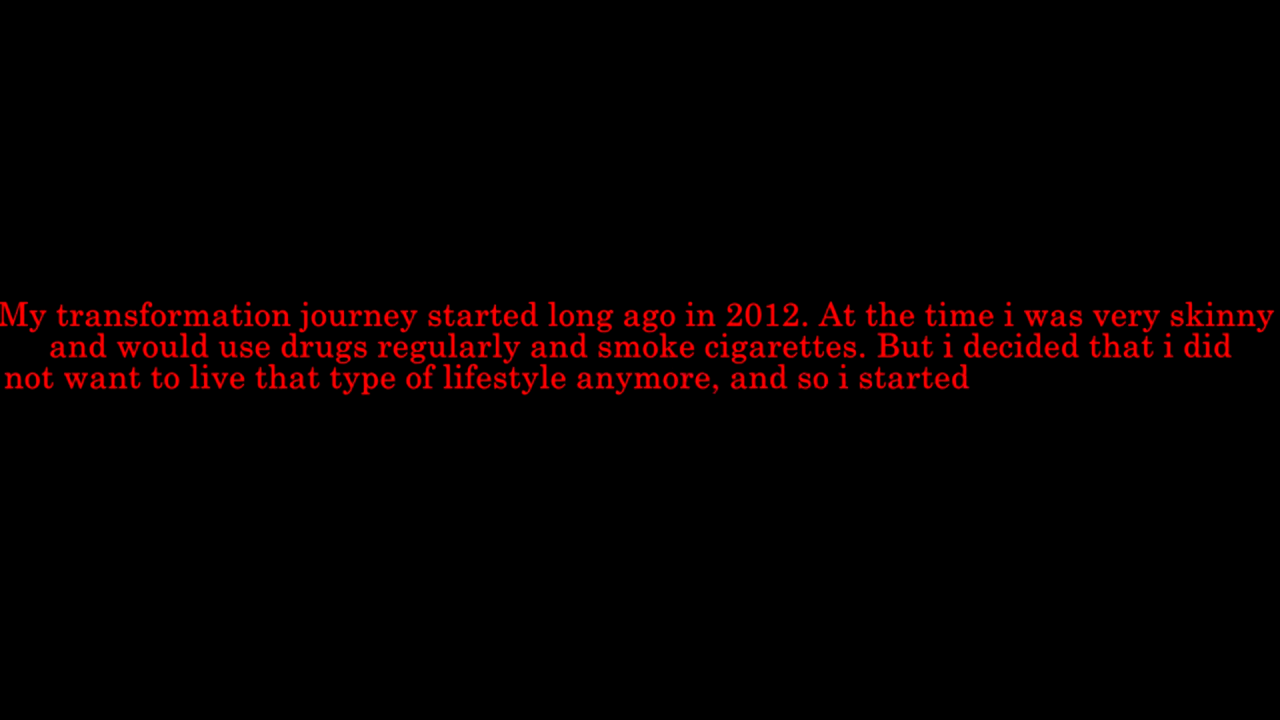 My transformation journey started long ago in 2012. At the time i was very skinny
and would use drugs regularly and smoke cigarettes. But i decided that i did
not want to live that type of lifestyle anymore, and so i started